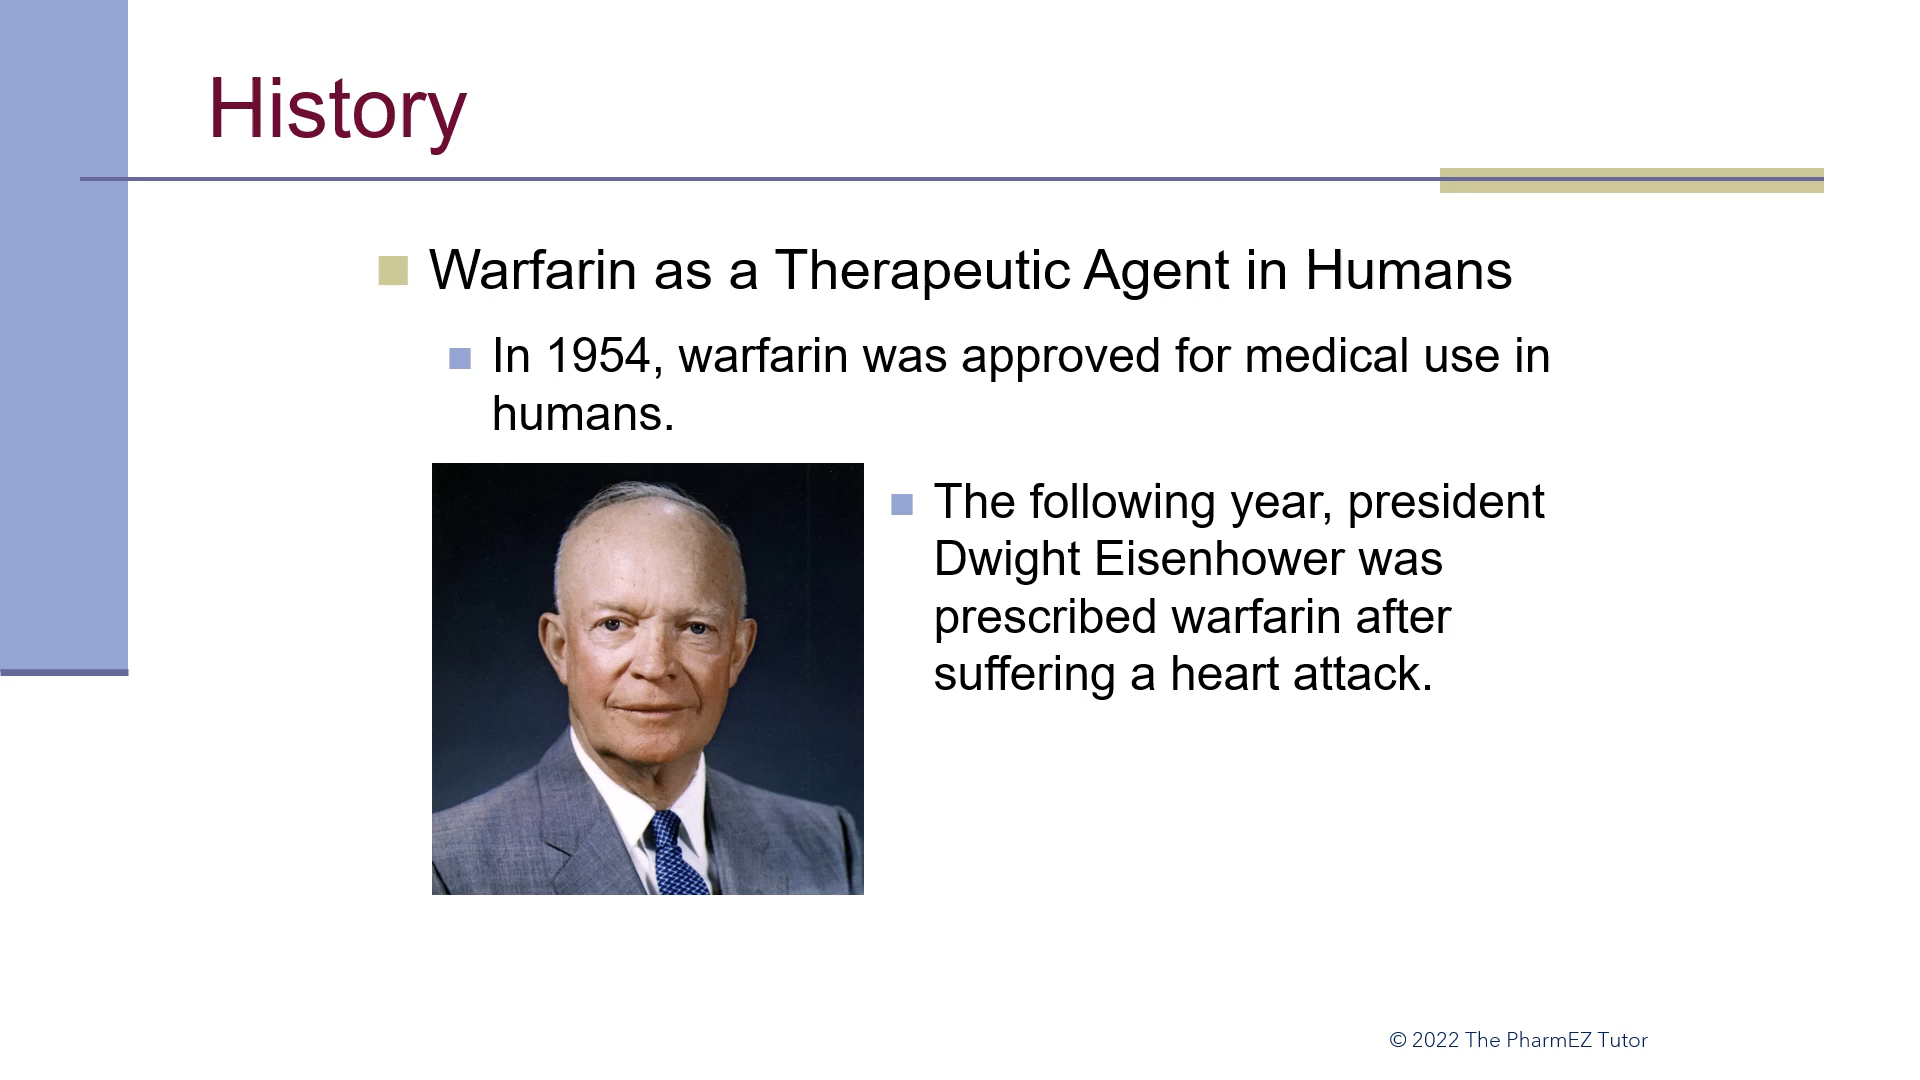 History
Warfarin as a Therapeutic Agent in Humans
In 1954, warfarin was approved for medical use in
humans.
The following year, president
Dwight Eisenhower was
prescribed warfarin after
suffering a heart attack.
© 2022 The PharmEZ Tutor